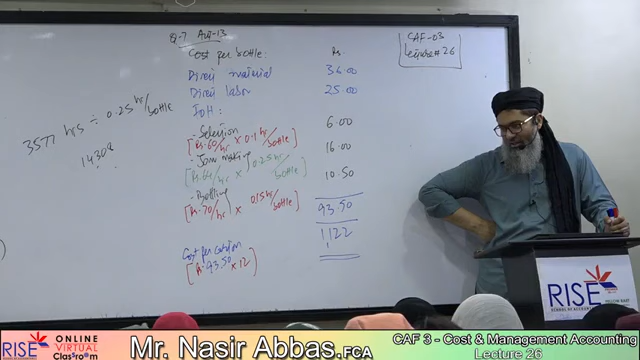 Q-7 Aut-13
CAF-03
Lecture # 26
Cost per bottle: Rs.
Direct material 36.00
Direct labor 25.00
FOH:
- Selection 6.00
[Rs.60/hr x 0.1 hr/bottle]
- Jam making 16.00
[Rs.64/hr x 0.25 hr/bottle]
- Bottling 10.50
[Rs.70/hr x 0.15 hr/bottle]
93.50
Cost per carton 1,122
[Rs.93.50 x 12]
3577 hrs ÷ 0.25 hr/bottle
14308
RISE
SCHOOL OF ACCOUNTANCY
RISE ONLINE
VIRTUAL
Classroom
Mr. Nasir Abbas.FCA
CAF 3 - Cost & Management Accounting
Lecture 26